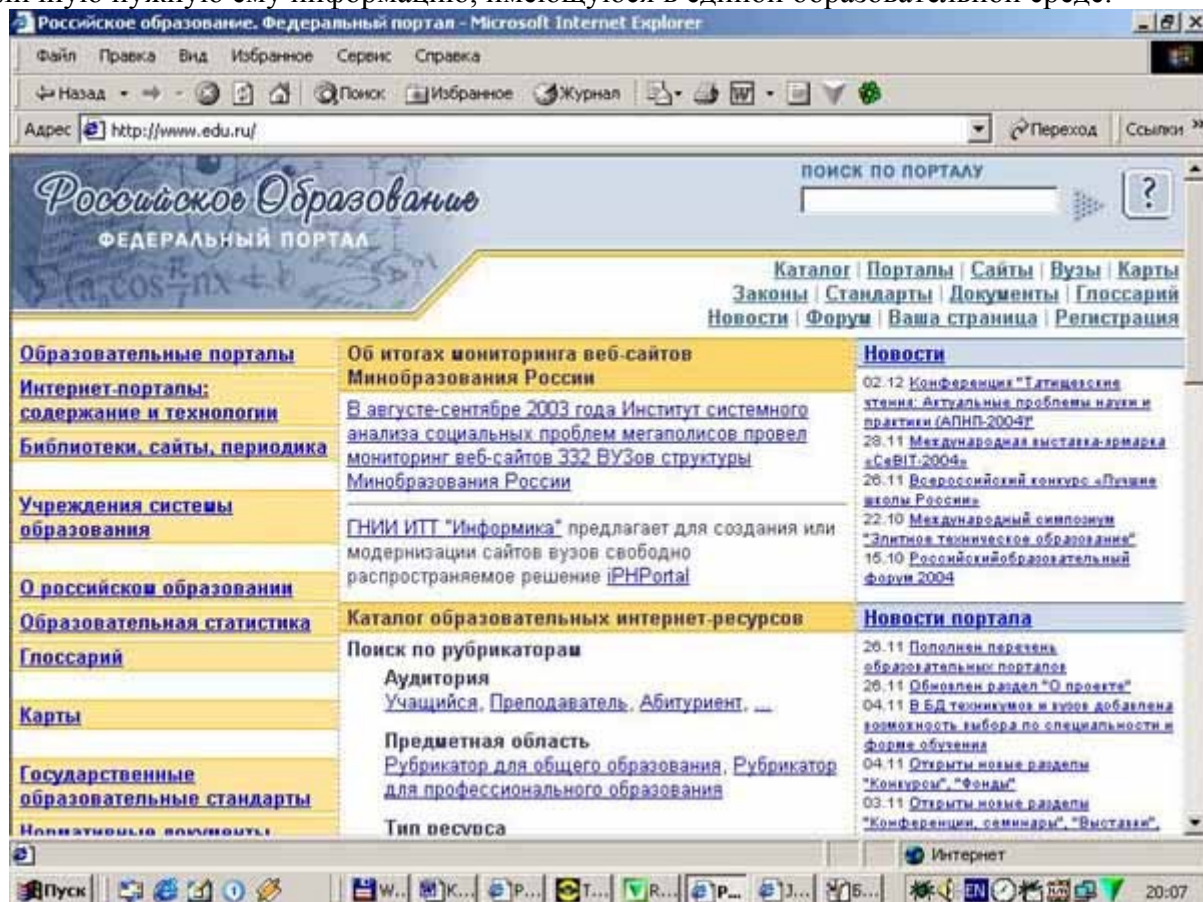 нужную ему информацию, имеющуюся в единой образовательной среде.
Российское образование. Федеральный портал - Microsoft Internet Explorer
Файл Правка Вид Избранное Сервис Справка
Назад Поиск Избранное Журнал
Адрес http://www.edu.ru/ Переход Ссылки »
ПОИСК ПО ПОРТАЛУ
Российское Образование
?
ФЕДЕРАЛЬНЫЙ ПОРТАЛ
Каталог | Порталы | Сайты | Вузы | Карты
Законы | Стандарты | Документы | Глоссарий
Новости | Форум | Ваша страница | Регистрация
Образовательные порталы
Интернет-порталы:
содержание и технологии
Библиотеки, сайты, периодика
Учреждения системы
образования
О российском образовании
Образовательная статистика
Глоссарий
Карты
Государственные
образовательные стандарты
Нормативные документы
Об итогах мониторинга веб-сайтов
Минобразования России
В августе-сентябре 2003 года Институт системного
анализа социальных проблем мегаполисов провел
мониторинг веб-сайтов 332 ВУЗов структуры
Минобразования России
ГНИИ ИТТ "Информика" предлагает для создания или
модернизации сайтов вузов свободно
распространяемое решение iPHPortal
Каталог образовательных интернет-ресурсов
Поиск по рубрикаторам
Аудитория
Учащийся, Преподаватель, Абитуриент, ...
Предметная область
Рубрикатор для общего образования, Рубрикатор
для профессионального образования
Тип ресурса
Новости
02.12 Конференция "Татищевские
чтения: Актуальные проблемы науки и
практики (АПНП-2004)"
28.11 Международная выставка-ярмарка
«CeBIT-2004»
26.11 Всероссийский конкурс «Лучшие
школы России»
22.10 Международный симпозиум
"Элитное техническое образование"
15.10 Российскийобразовательный
форум 2004
Новости портала
26.11 Пополнен перечень
образовательных порталов
26.11 Обновлен раздел "О проекте"
04.11 В БД техникумов и вузов добавлена
возможность выбора по специальности и
форме обучения
04.11 Открыты новые разделы
"Конкурсы", "Фонды"
03.11 Открыты новые разделы
"Конференции, семинары", "Выставки",
Интернет
Пуск W... К... Р... Т... R... Р... J... Б... EN 20:07